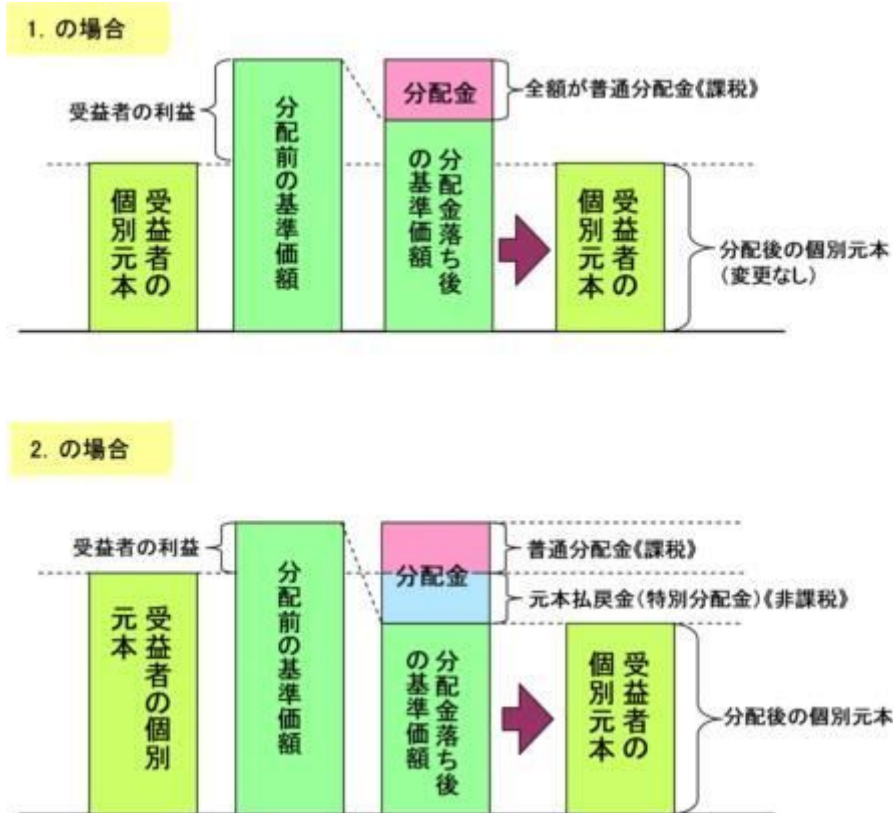 1. の場合
受益者の利益
受益者の
個別元本
分配前の基準価額
分配金
全額が普通分配金《課税》
分配金落ち後
の基準価額
受益者の
個別元本
分配後の個別元本
(変更なし)
2. の場合
受益者の利益
受益者の個別
元本
分配前の基準価額
分配金
普通分配金《課税》
元本払戻金(特別分配金)《非課税》
分配金落ち後
の基準価額
受益者の
個別元本
分配後の個別元本